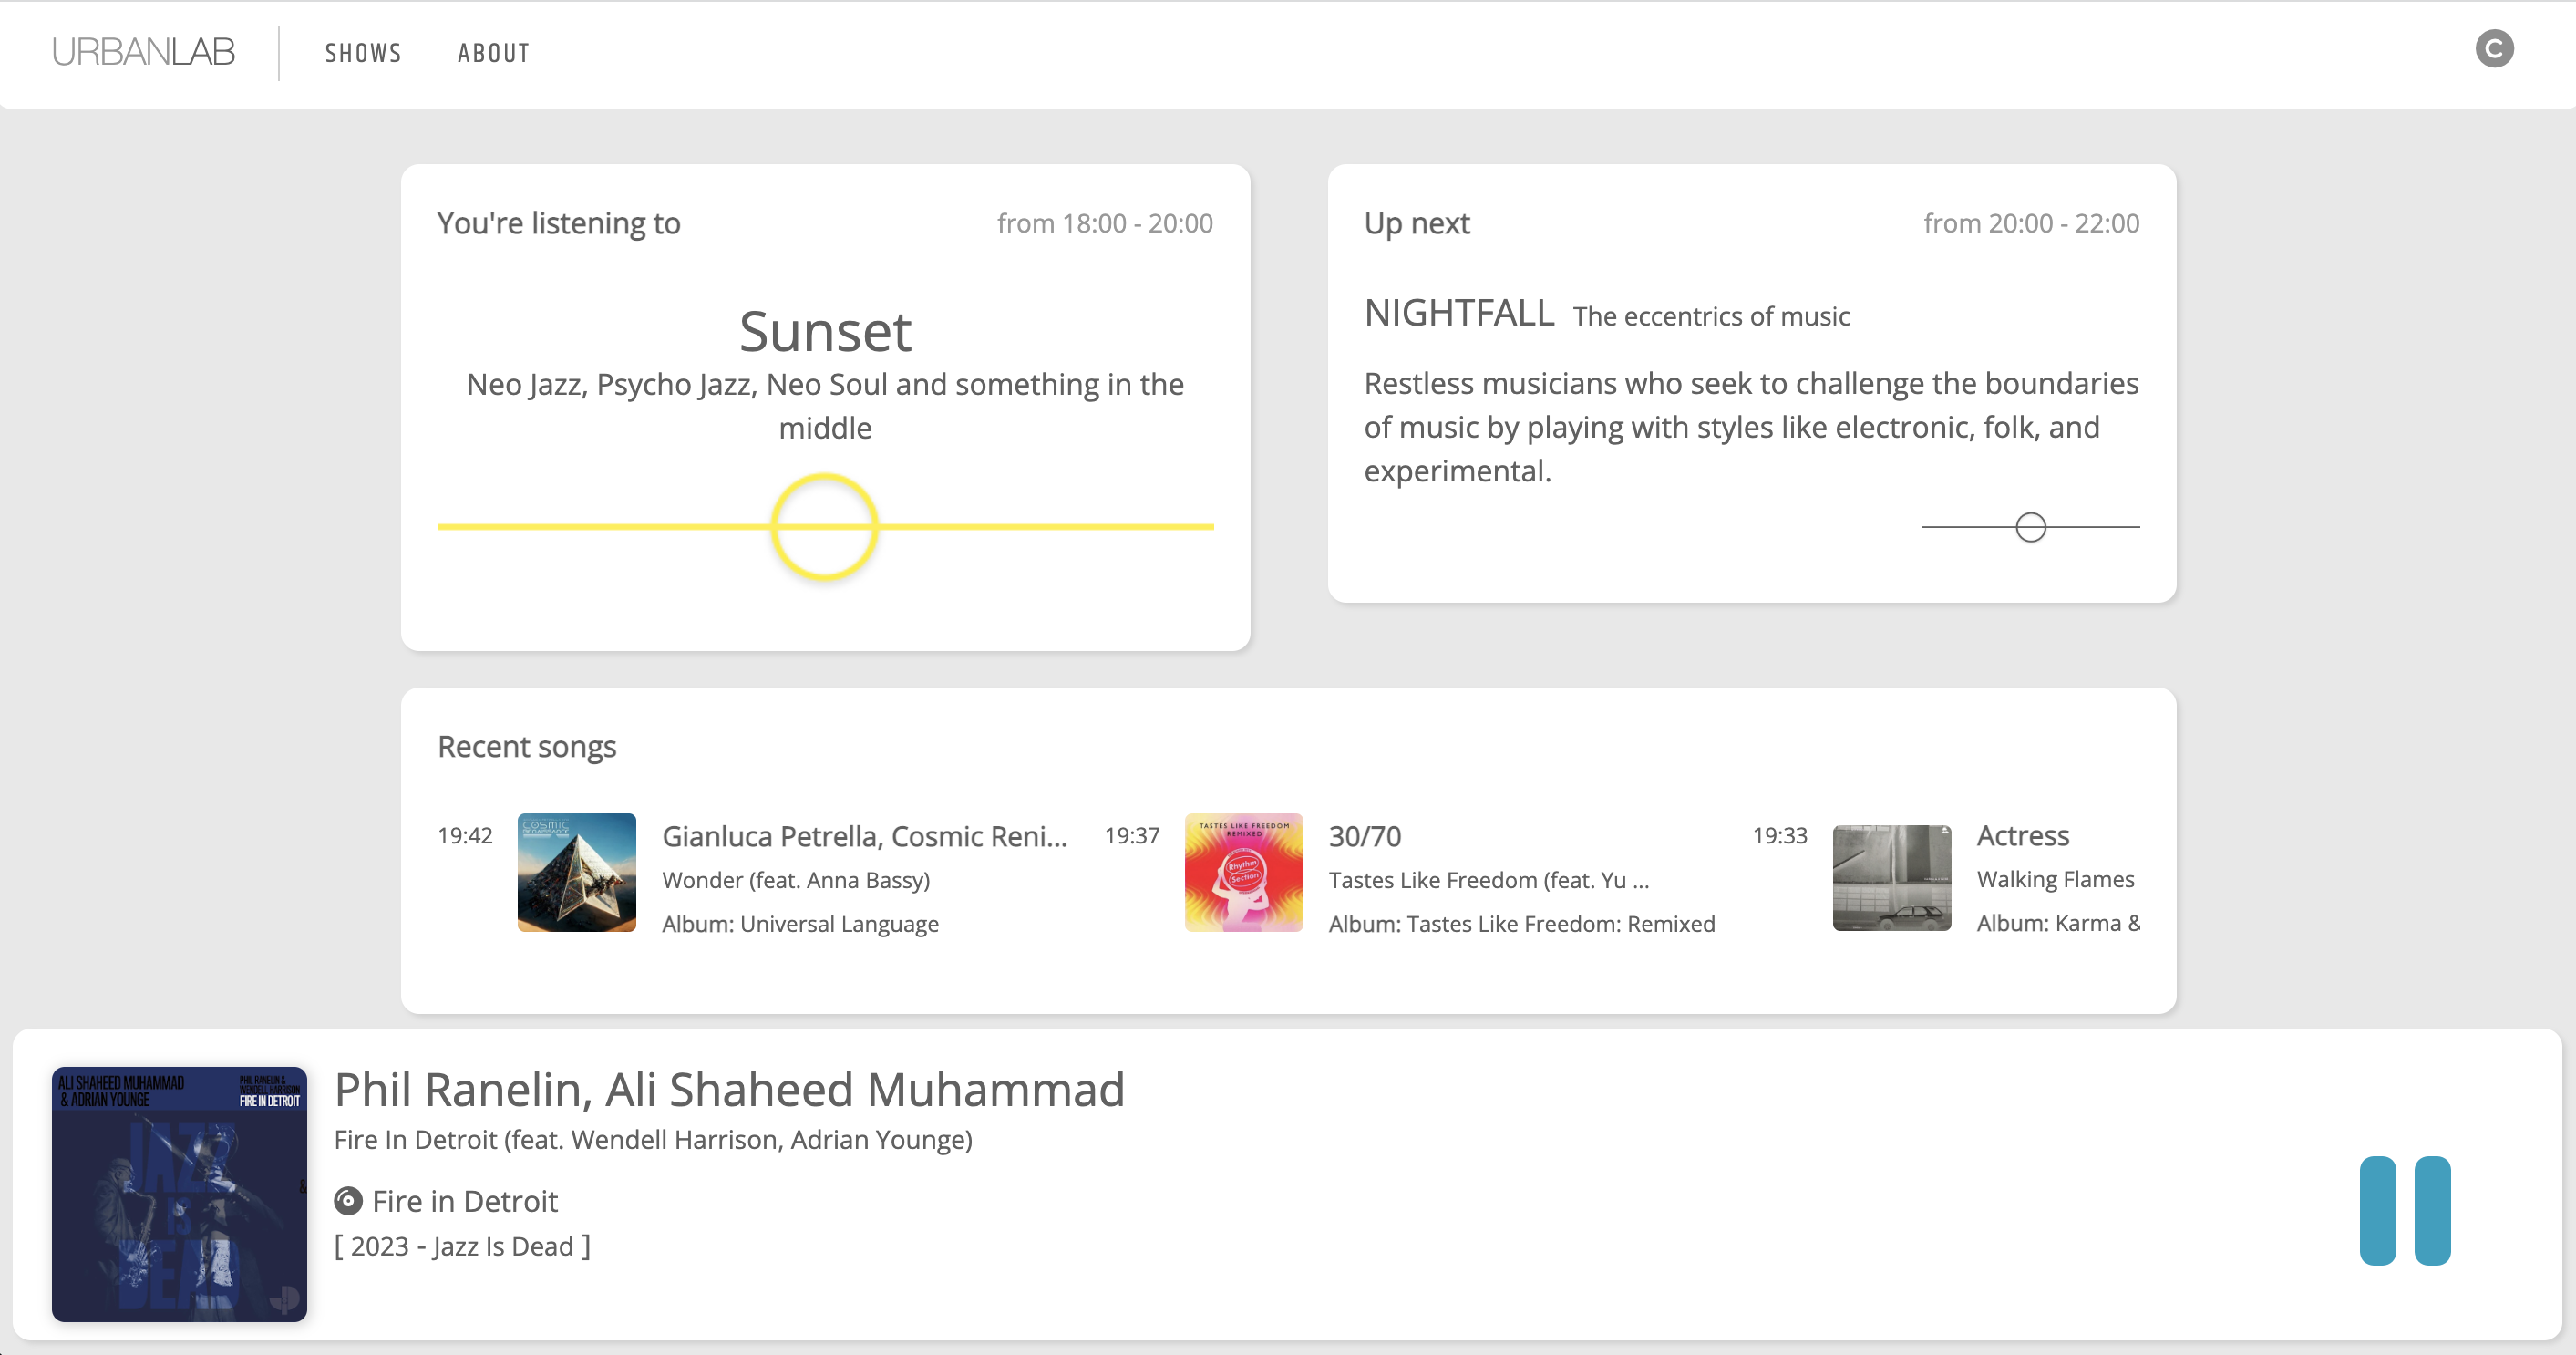 URBANLAB
SHOWS
ABOUT
C
You're listening to
from 18:00 - 20:00
Sunset
Neo Jazz, Psycho Jazz, Neo Soul and something in the
middle
Up next
from 20:00 - 22:00
NIGHTFALL The eccentrics of music
Restless musicians who seek to challenge the boundaries
of music by playing with styles like electronic, folk, and
experimental.
Recent songs
19:42
COSMIC
RENAISSANCE
Gianluca Petrella, Cosmic Reni...
Wonder (feat. Anna Bassy)
Album: Universal Language
19:37
TASTES LIKE FREEDOM
REMIXED
Rhythm
Section
30/70
Tastes Like Freedom (feat. Yu ...
Album: Tastes Like Freedom: Remixed
19:33
Actress
Walking Flames
Album: Karma &
ALI SHAHEED MUHAMMAD
& ADRIAN YOUNGE
PHIL RANELIN &
WENDELL HARRISON
FIRE IN DETROIT
JAZZ
IS
DEAD
&
Phil Ranelin, Ali Shaheed Muhammad
Fire In Detroit (feat. Wendell Harrison, Adrian Younge)
Fire in Detroit
[ 2023 - Jazz Is Dead ]